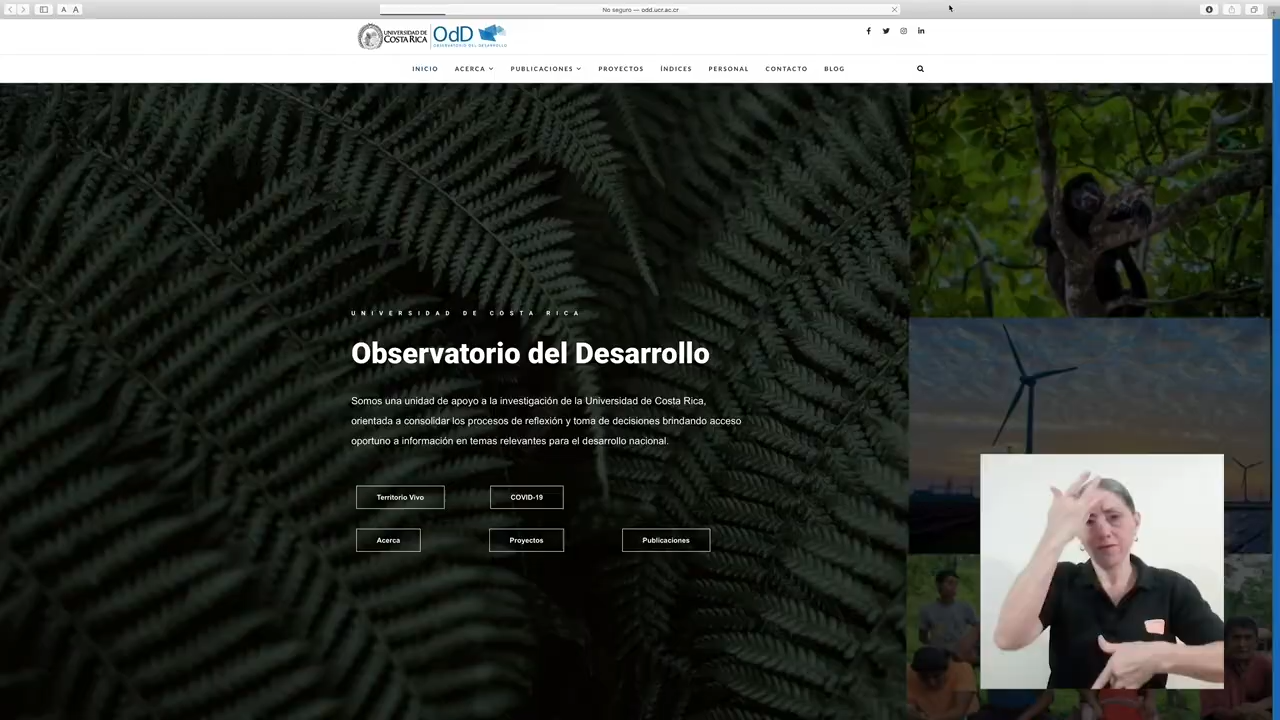 No seguro — odd.ucr.ac.cr
A A
UNIVERSIDAD DE
COSTA RICA
OdD
OBSERVATORIO DEL DESARROLLO
INICIO ACERCA PUBLICACIONES PROYECTOS ÍNDICES PERSONAL CONTACTO BLOG
UNIVERSIDAD DE COSTA RICA
Observatorio del Desarrollo
Somos una unidad de apoyo a la investigación de la Universidad de Costa Rica,
orientada a consolidar los procesos de reflexión y toma de decisiones brindando acceso
oportuno a información en temas relevantes para el desarrollo nacional.
Territorio Vivo COVID-19
Acerca Proyectos Publicaciones